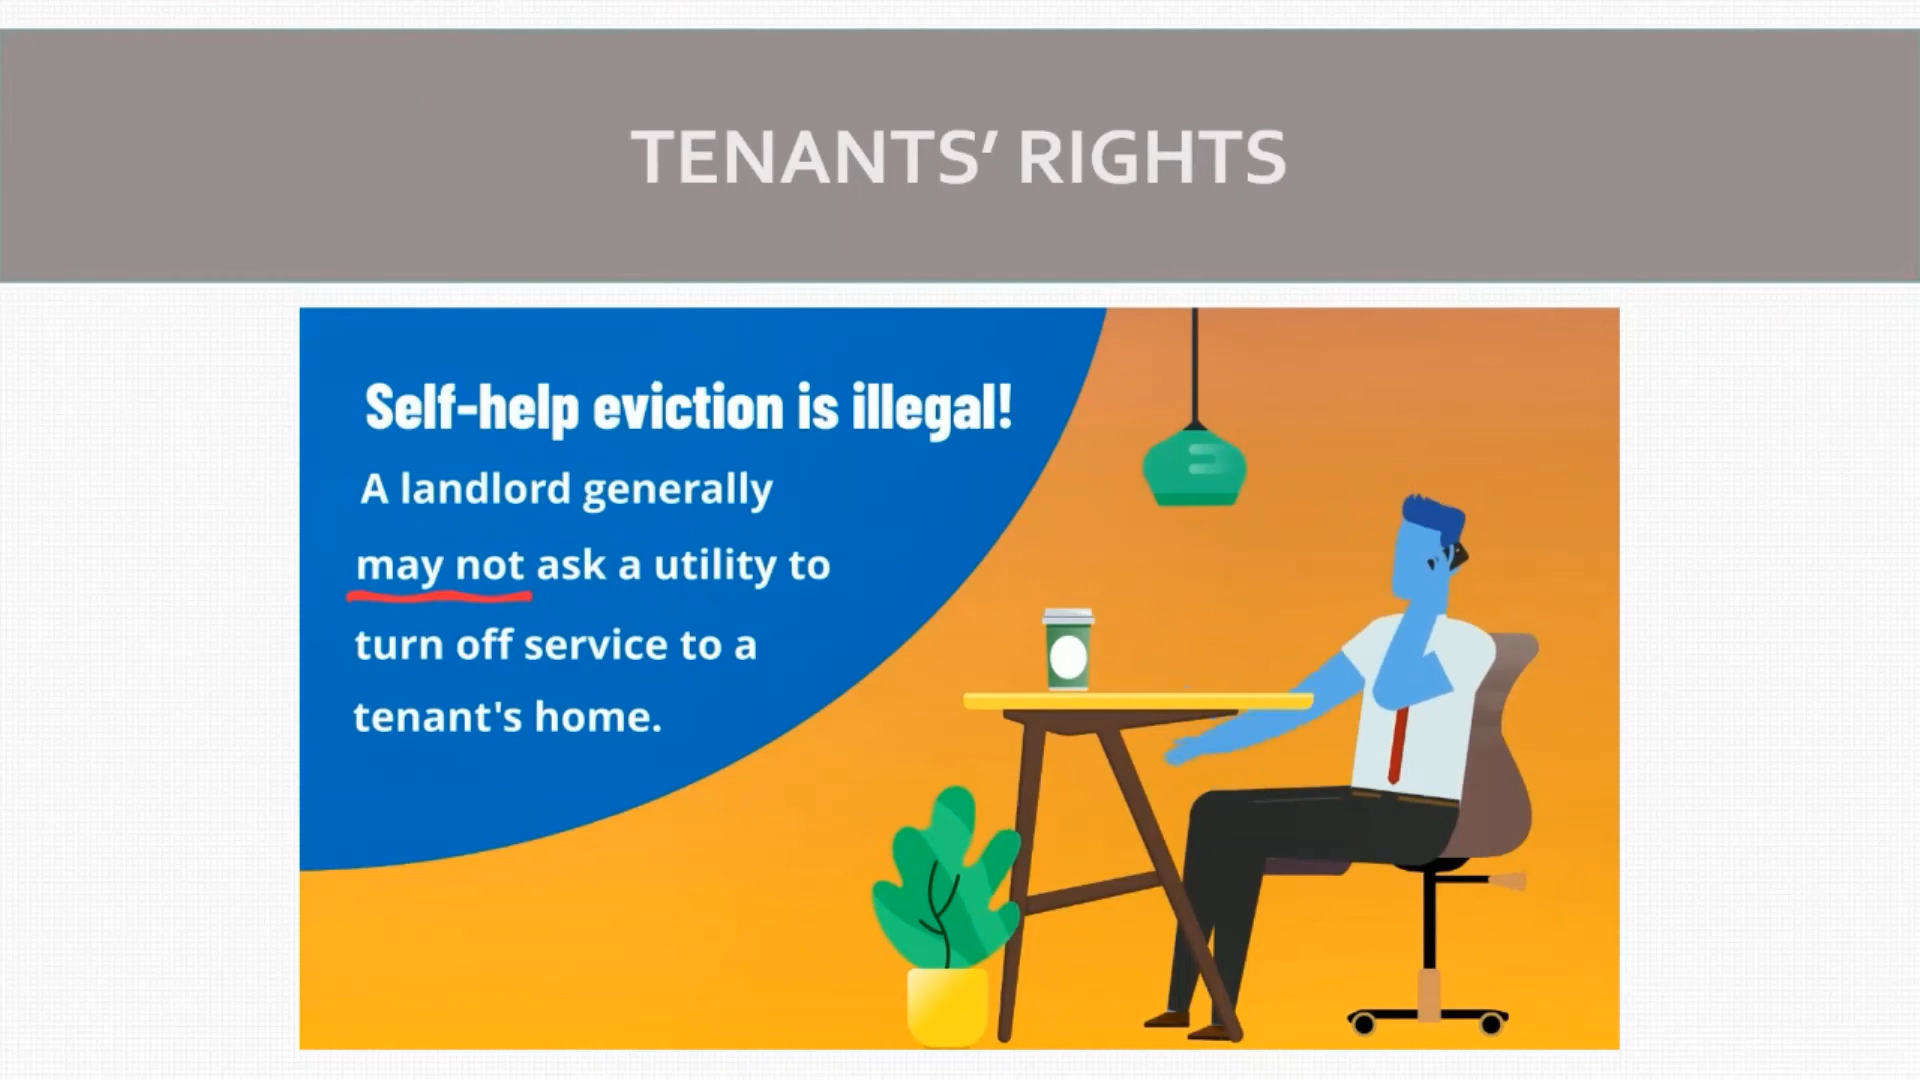 TENANTS’ RIGHTS
Self-help eviction is illegal!
A landlord generally
may not ask a utility to
turn off service to a
tenant's home.